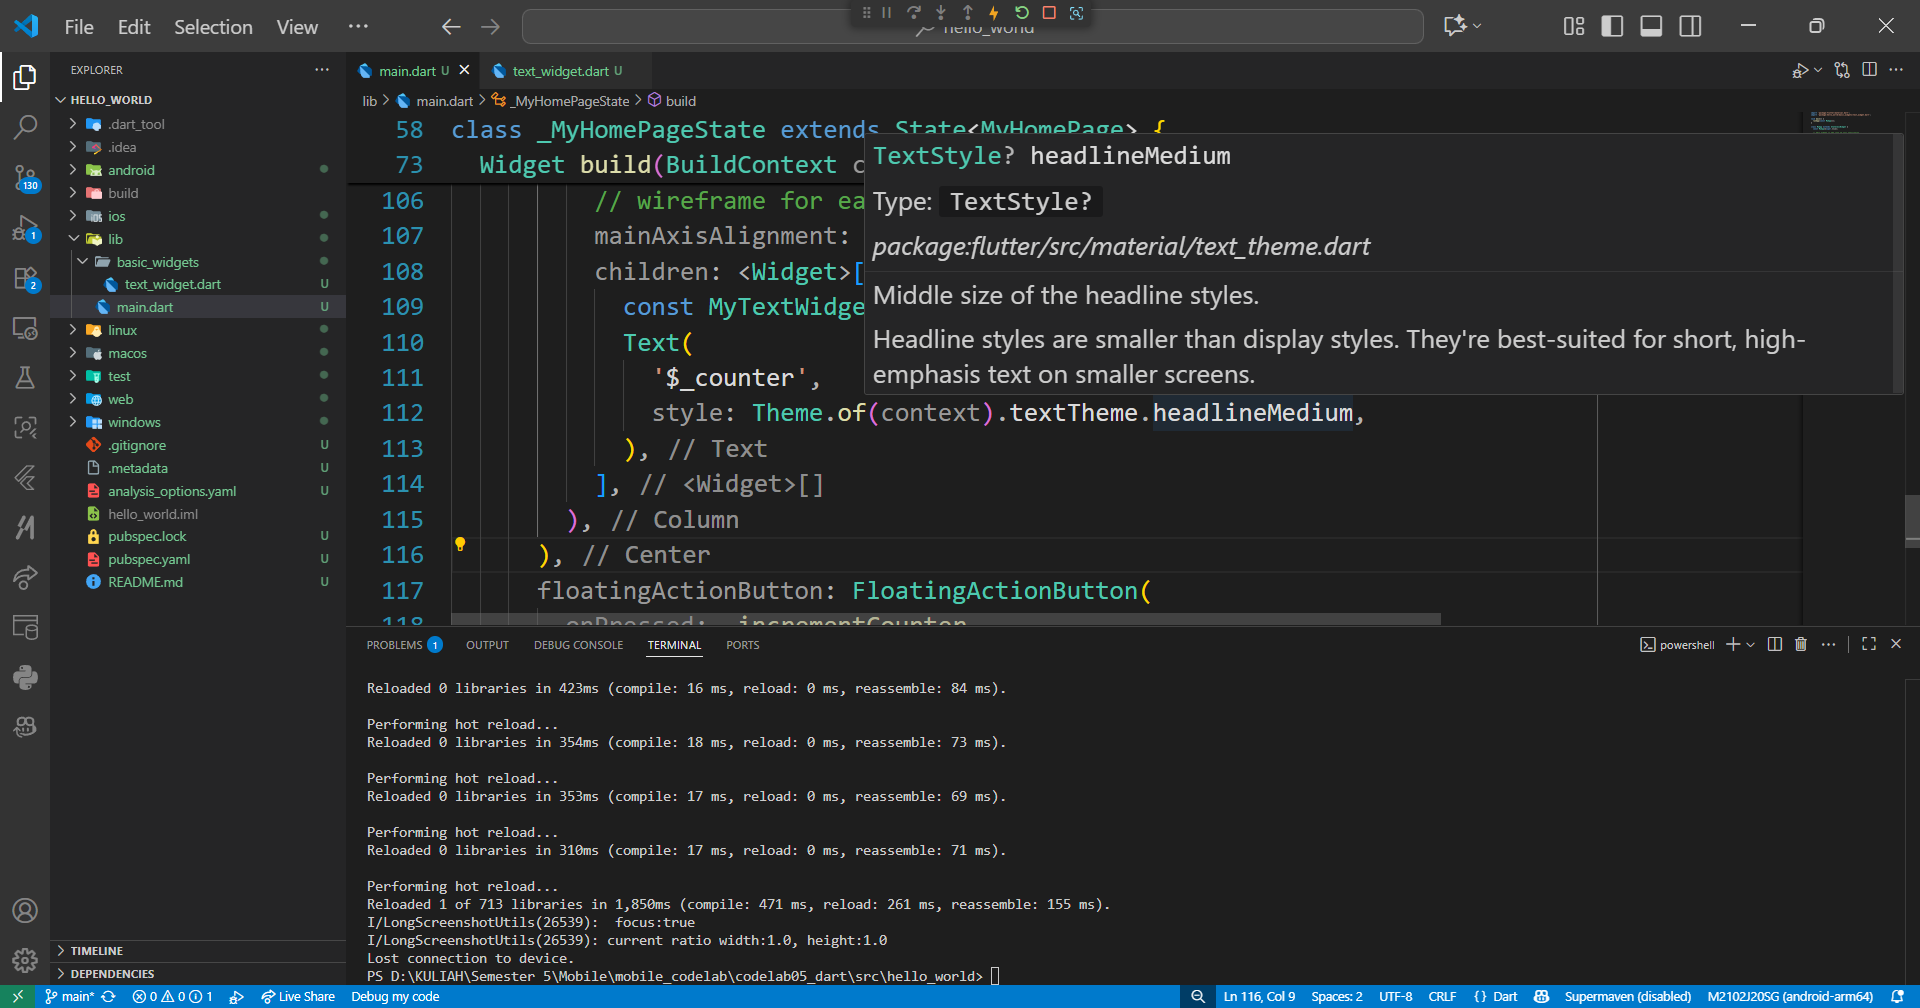 File Edit Selection View ···
hello_world
EXPLORER
HELLO_WORLD
.dart_tool
.idea
android
build
ios
lib
basic_widgets
text_widget.dart U
main.dart U
linux
macos
test
web
windows
.gitignore U
.metadata U
analysis_options.yaml U
hello_world.iml
pubspec.lock U
pubspec.yaml U
README.md U
TIMELINE
DEPENDENCIES
130
1
2
main.dart U
text_widget.dart U
lib > main.dart > _MyHomePageState > build
58 class _MyHomePageState extends State<MyHomePage> {
73 Widget build(BuildContext c
106 // wireframe for ea
107 mainAxisAlignment:
108 children: <Widget>[
109 const MyTextWidge
110 Text(
111 '$_counter',
112 style: Theme.of(context).textTheme.headlineMedium,
113 ), // Text
114 ], // <Widget>[]
115 ), // Column
116 ), // Center
117 floatingActionButton: FloatingActionButton(
118 onPressed: _incrementCounter
TextStyle? headlineMedium
Type: TextStyle?
package:flutter/src/material/text_theme.dart
Middle size of the headline styles.
Headline styles are smaller than display styles. They're best-suited for short, high-
emphasis text on smaller screens.
PROBLEMS 1 OUTPUT DEBUG CONSOLE TERMINAL PORTS
powershell
Reloaded 0 libraries in 423ms (compile: 16 ms, reload: 0 ms, reassemble: 84 ms).
Performing hot reload...
Reloaded 0 libraries in 354ms (compile: 18 ms, reload: 0 ms, reassemble: 73 ms).
Performing hot reload...
Reloaded 0 libraries in 353ms (compile: 17 ms, reload: 0 ms, reassemble: 69 ms).
Performing hot reload...
Reloaded 0 libraries in 310ms (compile: 17 ms, reload: 0 ms, reassemble: 71 ms).
Performing hot reload...
Reloaded 1 of 713 libraries in 1,850ms (compile: 471 ms, reload: 261 ms, reassemble: 155 ms).
I/LongScreenshotUtils(26539):  focus:true
I/LongScreenshotUtils(26539): current ratio width:1.0, height:1.0
Lost connection to device.
PS D:\KULIAH\Semester 5\Mobile\mobile_codelab\codelab05_dart\src\hello_world>
main* 0 0 1 Live Share Debug my code Ln 116, Col 9 Spaces: 2 UTF-8 CRLF {} Dart Supermaven (disabled) M2102J20SG (android-arm64)